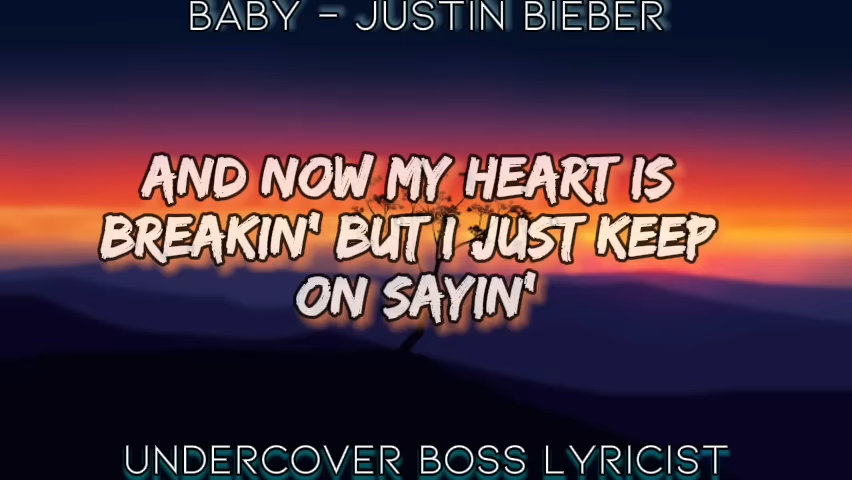 BABY - JUSTIN BIEBER
AND NOW MY HEART IS
BREAKIN' BUT I JUST KEEP
ON SAYIN'
UNDERCOVER BOSS LYRICIST